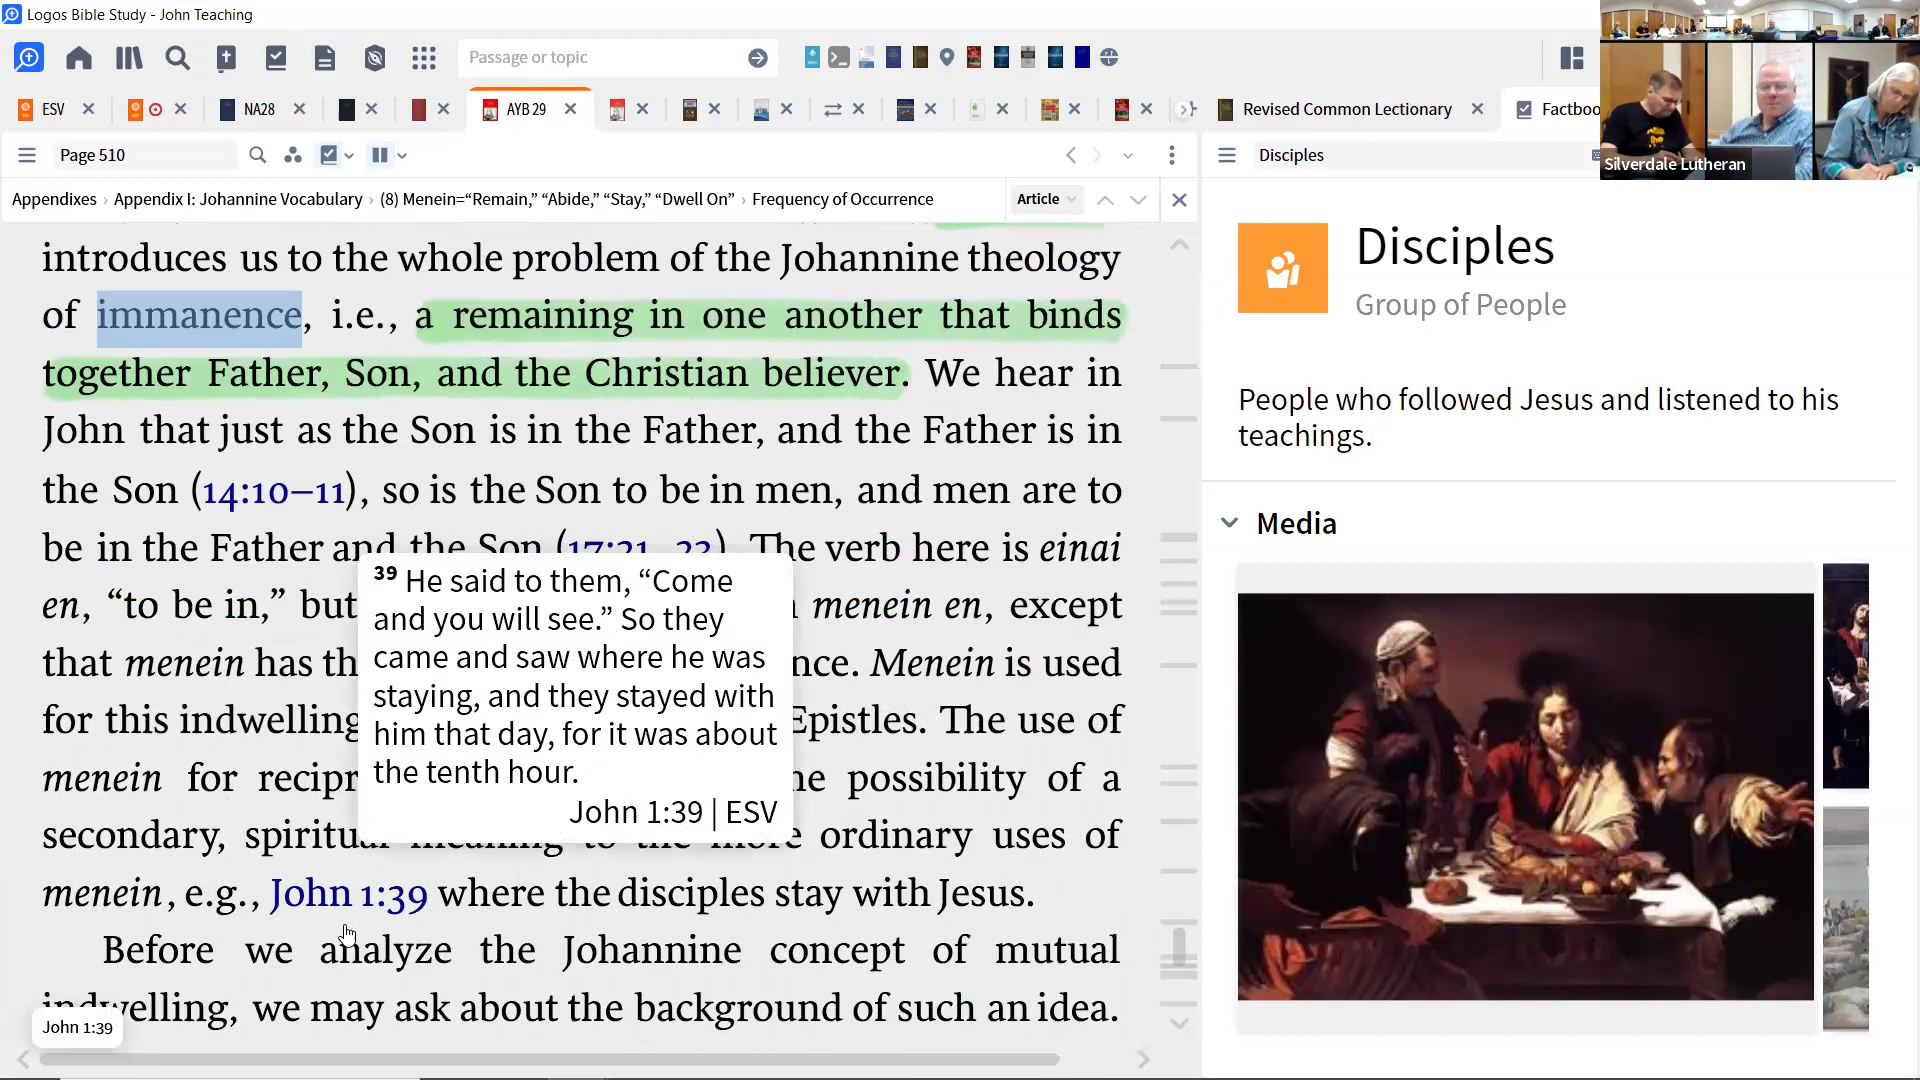 Logos Bible Study - John Teaching
Passage or topic
ESV
NA28
AYB 29
Revised Common Lectionary
Factboo
Page 510
Disciples
Silverdale Lutheran
Appendixes › Appendix I: Johannine Vocabulary › (8) Menein=“Remain,” “Abide,” “Stay,” “Dwell On” › Frequency of Occurrence
Article
introduces us to the whole problem of the Johannine theology
of immanence, i.e., a remaining in one another that binds
together Father, Son, and the Christian believer. We hear in
John that just as the Son is in the Father, and the Father is in
the Son (14:10–11), so is the Son to be in men, and men are to
be in the Father and the Son (17:21, 23). The verb here is einai
en, “to be in,” but
menein en, except
that menein has th
nce. Menein is used
for this indwelling
Epistles. The use of
menein for recipr
he possibility of a
secondary, spiritual meaning to the more ordinary uses of
menein, e.g., John 1:39 where the disciples stay with Jesus.
Before we analyze the Johannine concept of mutual
indwelling, we may ask about the background of such an idea.
39 He said to them, “Come
and you will see.” So they
came and saw where he was
staying, and they stayed with
him that day, for it was about
the tenth hour.
John 1:39 | ESV
John 1:39
Disciples
Group of People
People who followed Jesus and listened to his
teachings.
Media